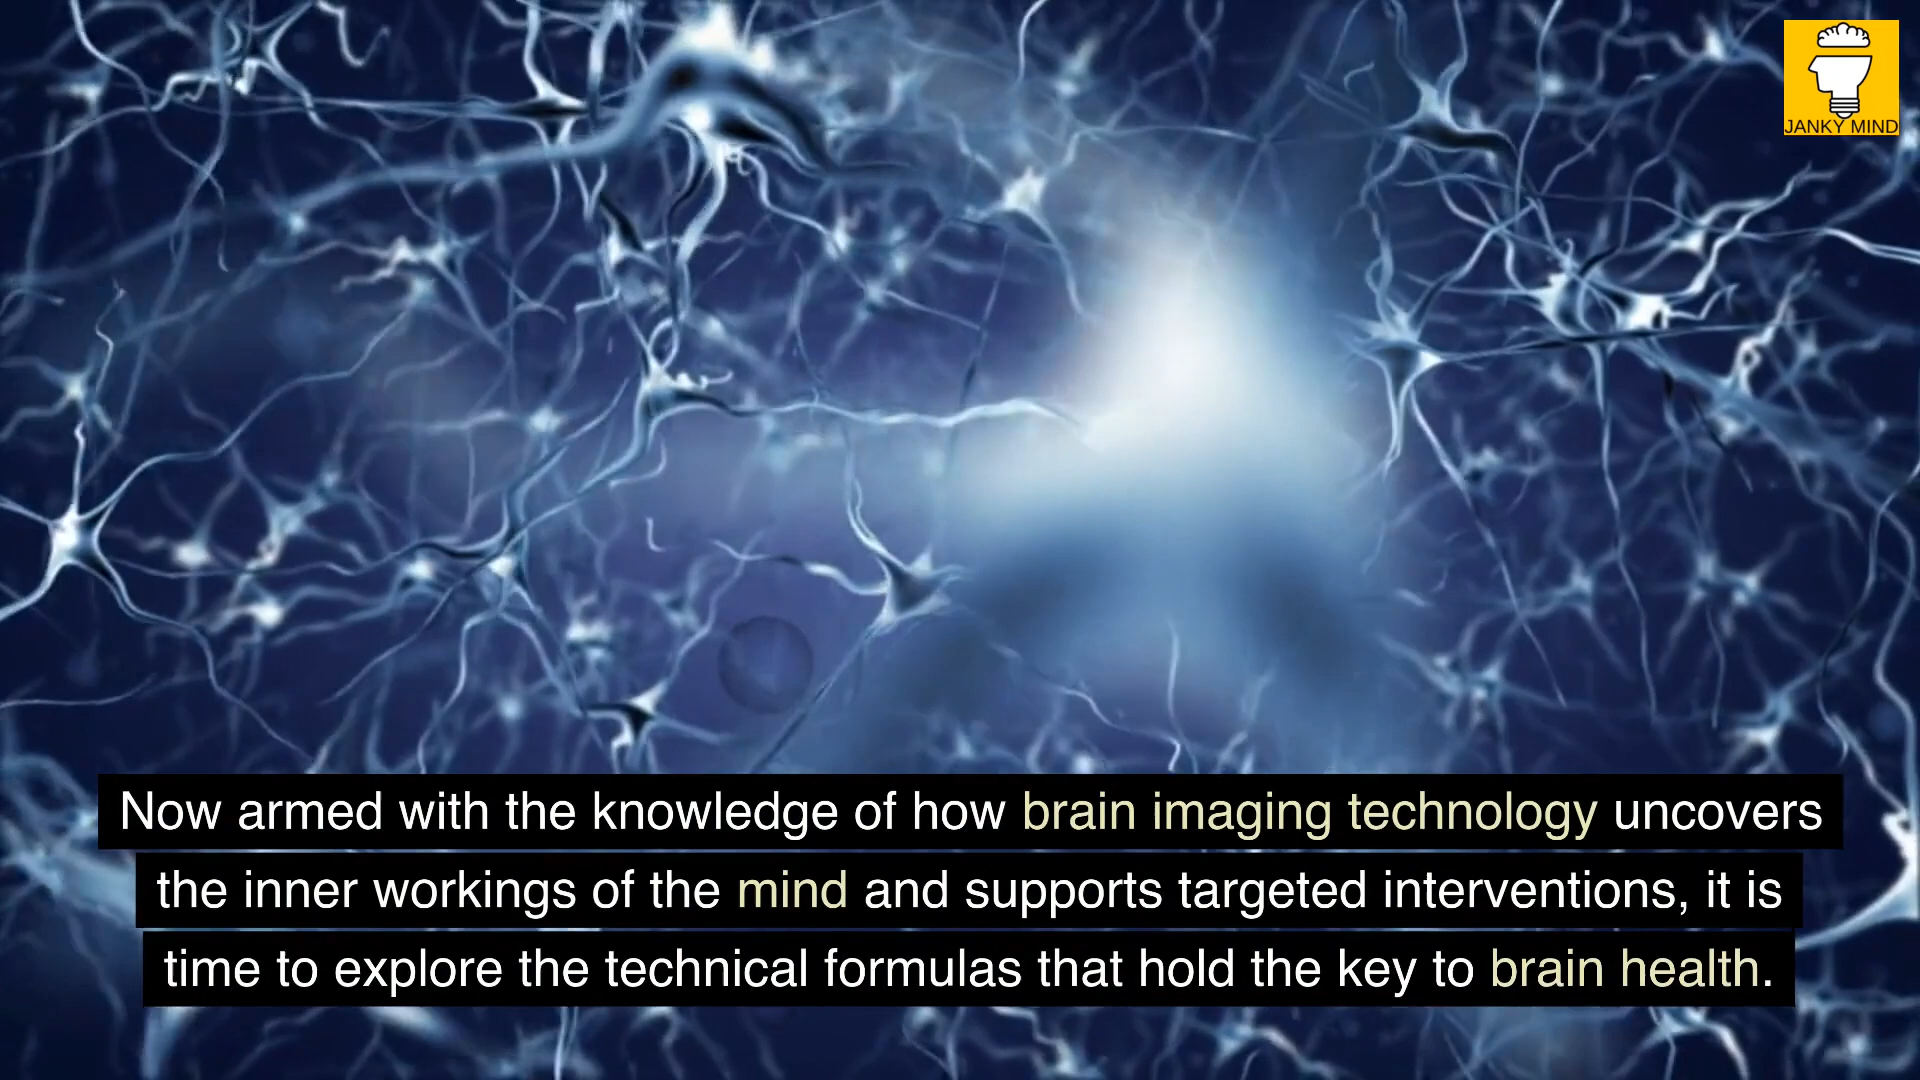 JANKY MIND
Now armed with the knowledge of how brain imaging technology uncovers
the inner workings of the mind and supports targeted interventions, it is
time to explore the technical formulas that hold the key to brain health.